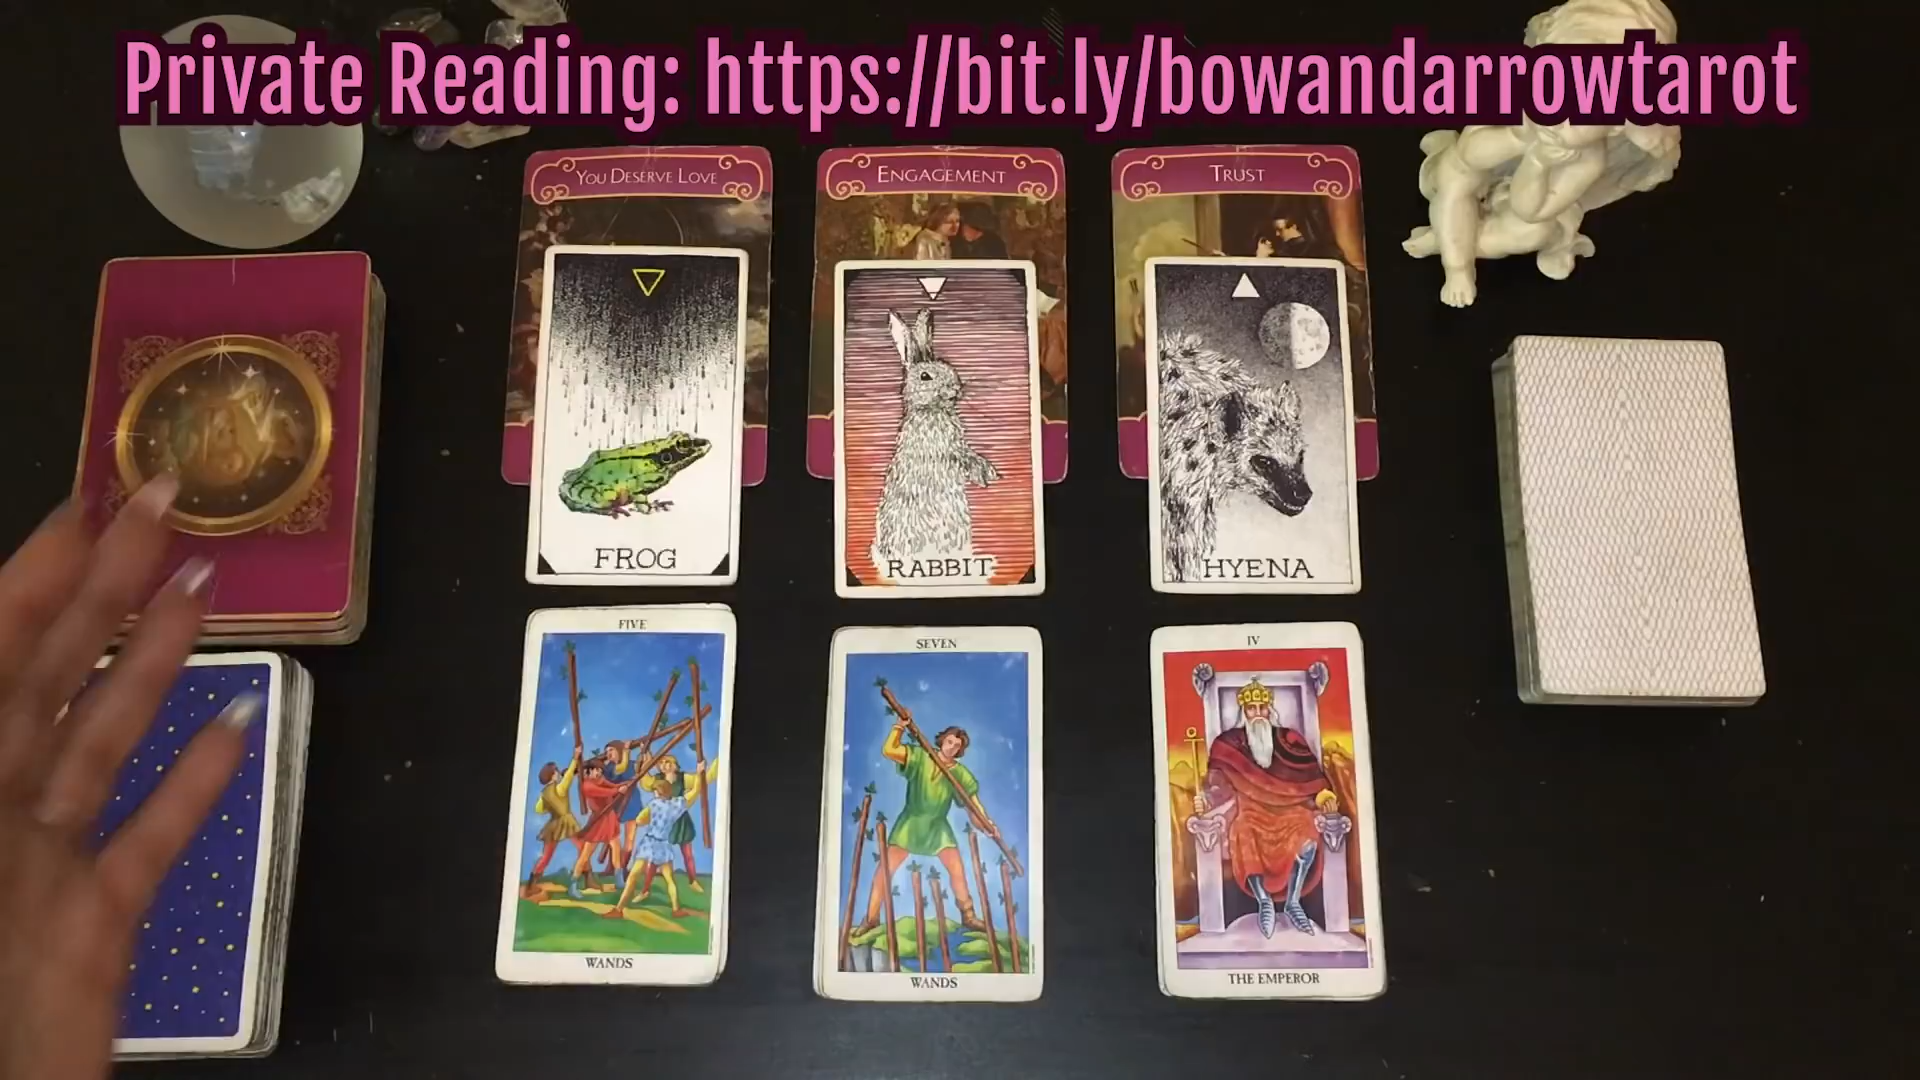 Private Reading: https://bit.ly/bowandarrowtarot
YOU DESERVE LOVE
ENGAGEMENT
TRUST
FROG
RABBIT
HYENA
FIVE
SEVEN
IV
WANDS
WANDS
THE EMPEROR